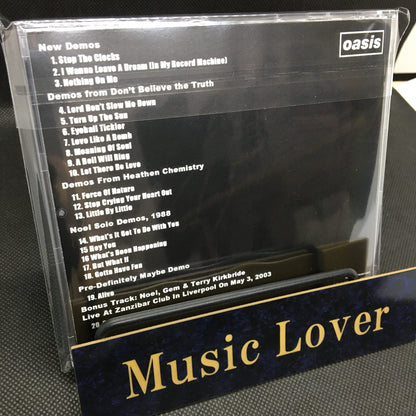 New Demos
oasis
1. Stop The Clocks
2. I Wanna Leave A Dream (In My Record Machine)
3. Nothing On Me
Demos from Don't Believe the Truth
4. Lord Don't Slow Me Down
5. Turn Up The Sun
6. Eyeball Tickler
7. Love Like A Bomb
8. Meaning Of Soul
9. A Bell Will Ring
10. Let There Be Love
Demos From Heathen Chemistry
11. Force Of Nature
12. Stop Crying Your Heart Out
13. Little By Little
Noel Solo Demos, 1988
14. What's It Got To Do With You
15 Hey You
16 What's Been Happening
17. But What If
18. Gotta Have Fun
Pre-Definitely Maybe Demo
19. Alive
Bonus Track: Noel, Gem & Terry Kirkbride
Live At Zanzibar Club In Liverpool On May 3, 2003
20
Music Lover